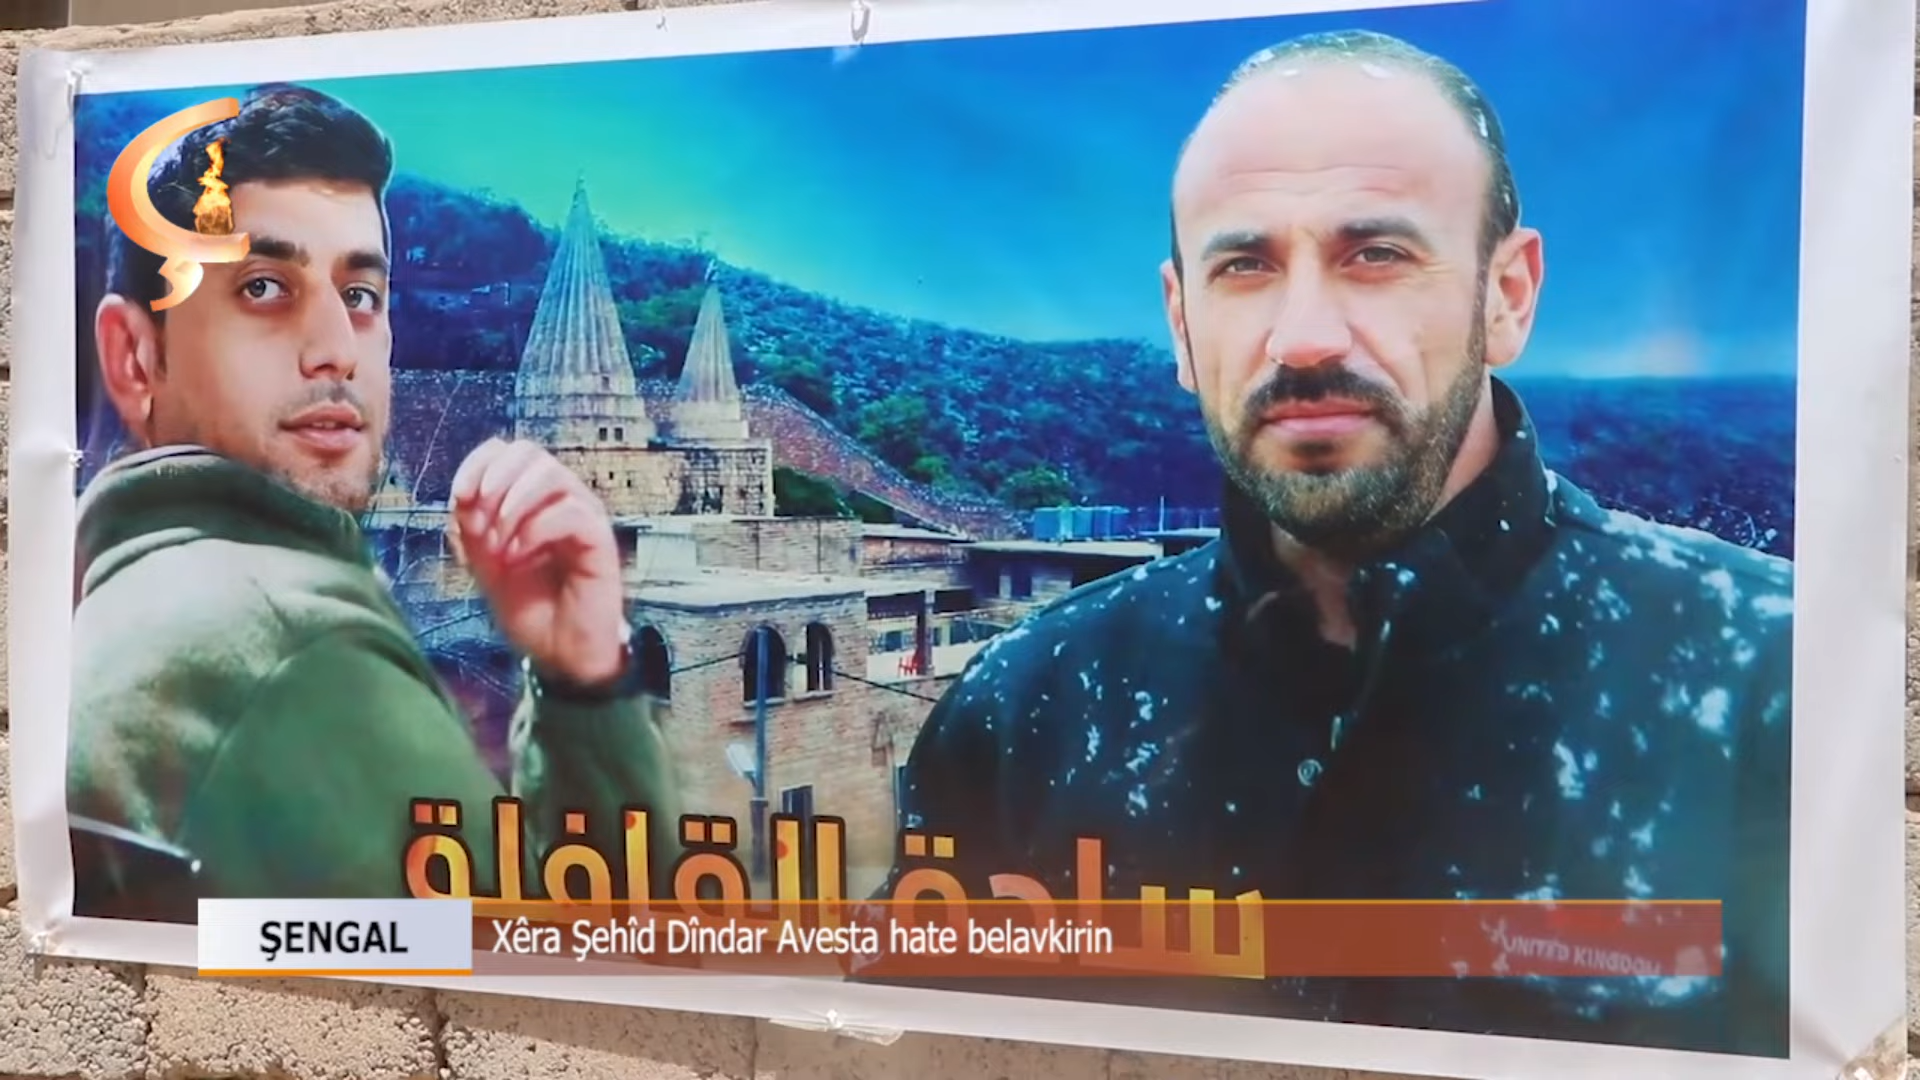 ساحة القافلة
ŞENGAL
Xêra Şehîd Dîndar Avesta hate belavkirin
UNITED KINGDOM